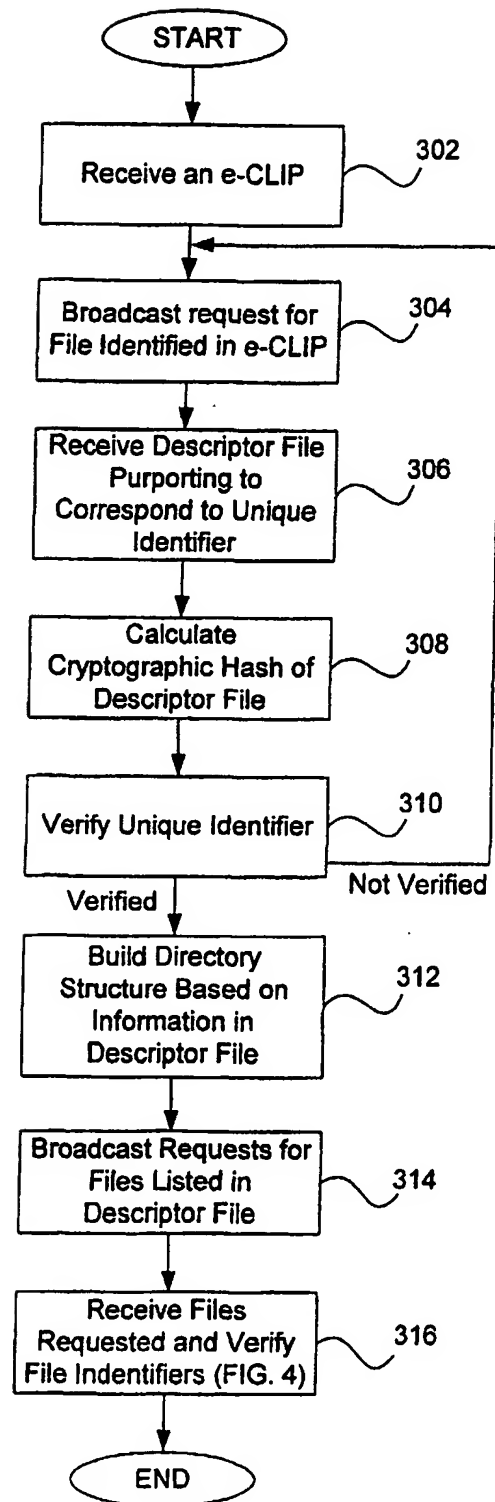 START
Receive an e-CLIP
302
Broadcast request for
File Identified in e-CLIP
304
Receive Descriptor File
Purporting to
Correspond to Unique
Identifier
306
Calculate
Cryptographic Hash of
Descriptor File
308
Verify Unique Identifier
310
Verified
Not Verified
Build Directory
Structure Based on
Information in
Descriptor File
312
Broadcast Requests for
Files Listed in
Descriptor File
314
Receive Files
Requested and Verify
File Indentifiers (FIG. 4)
316
END